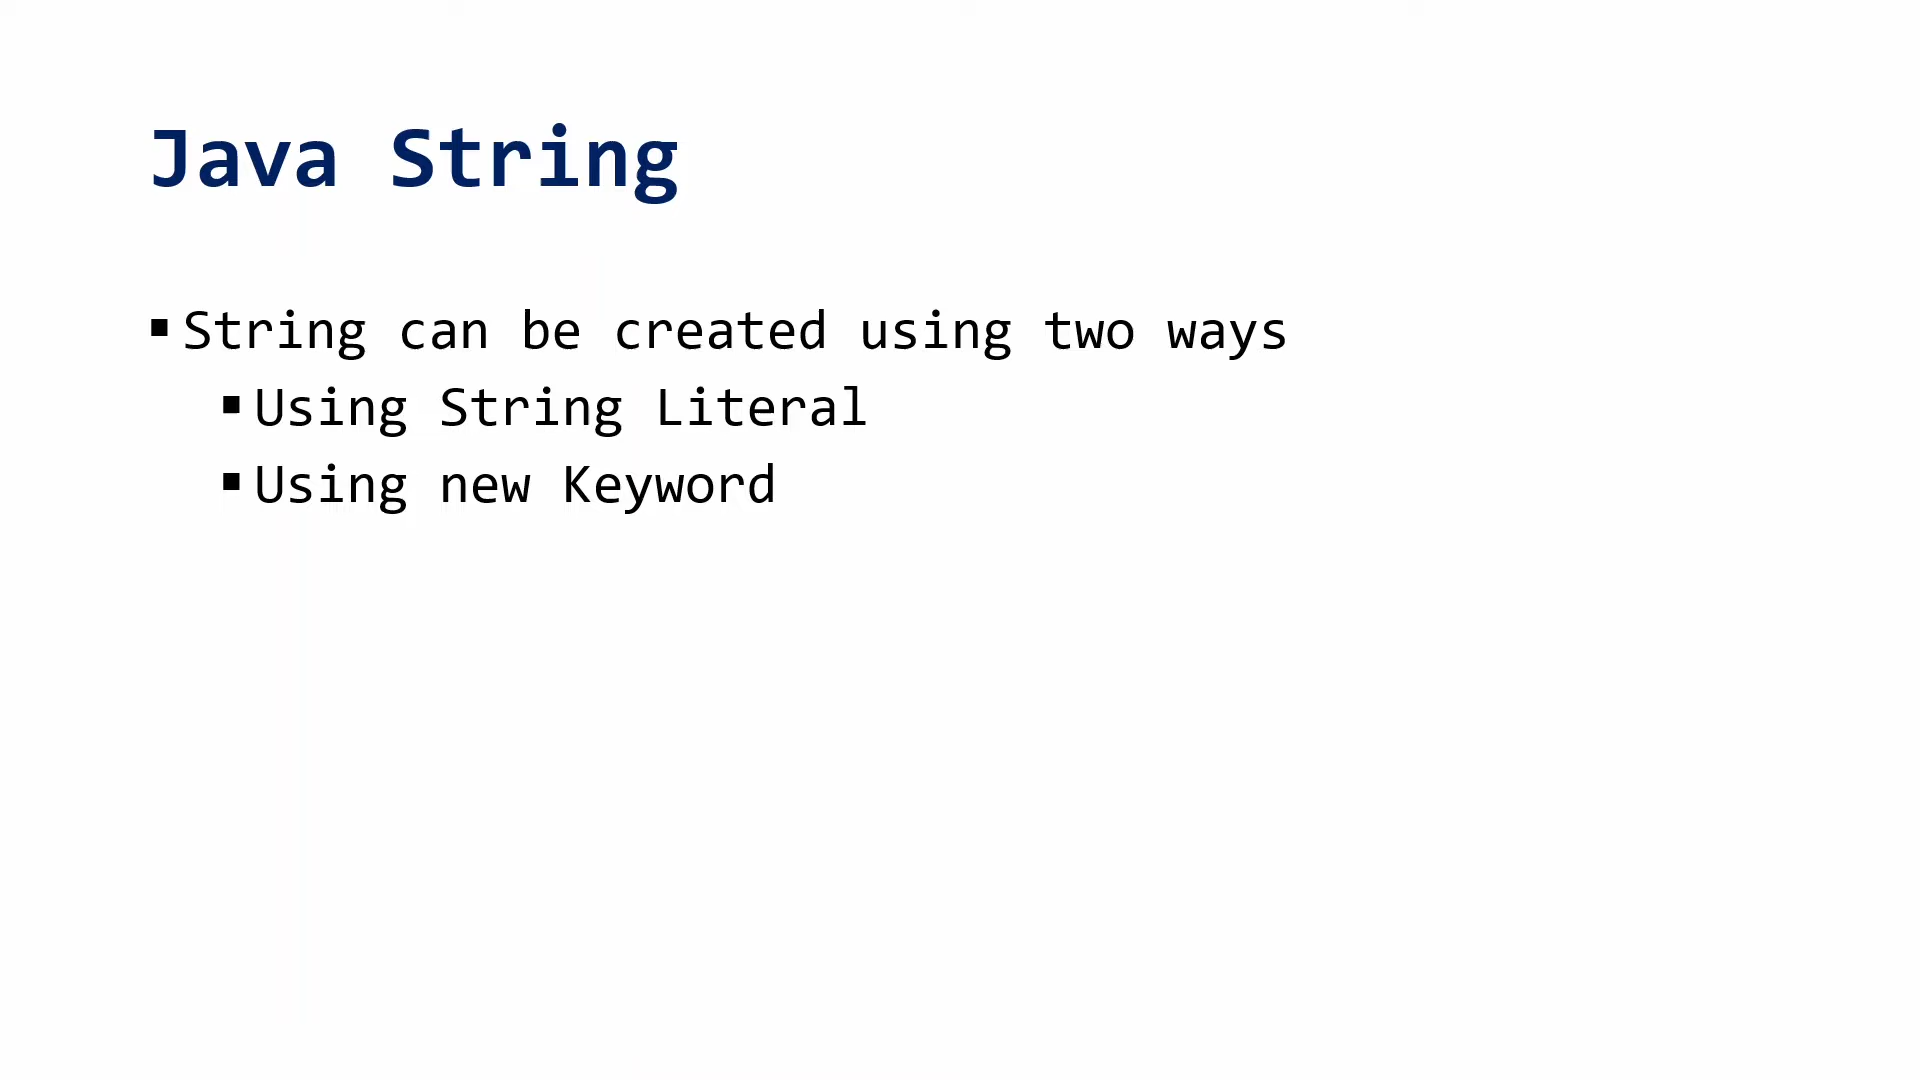 Java String
▪ String can be created using two ways
▪ Using String Literal
▪ Using new Keyword